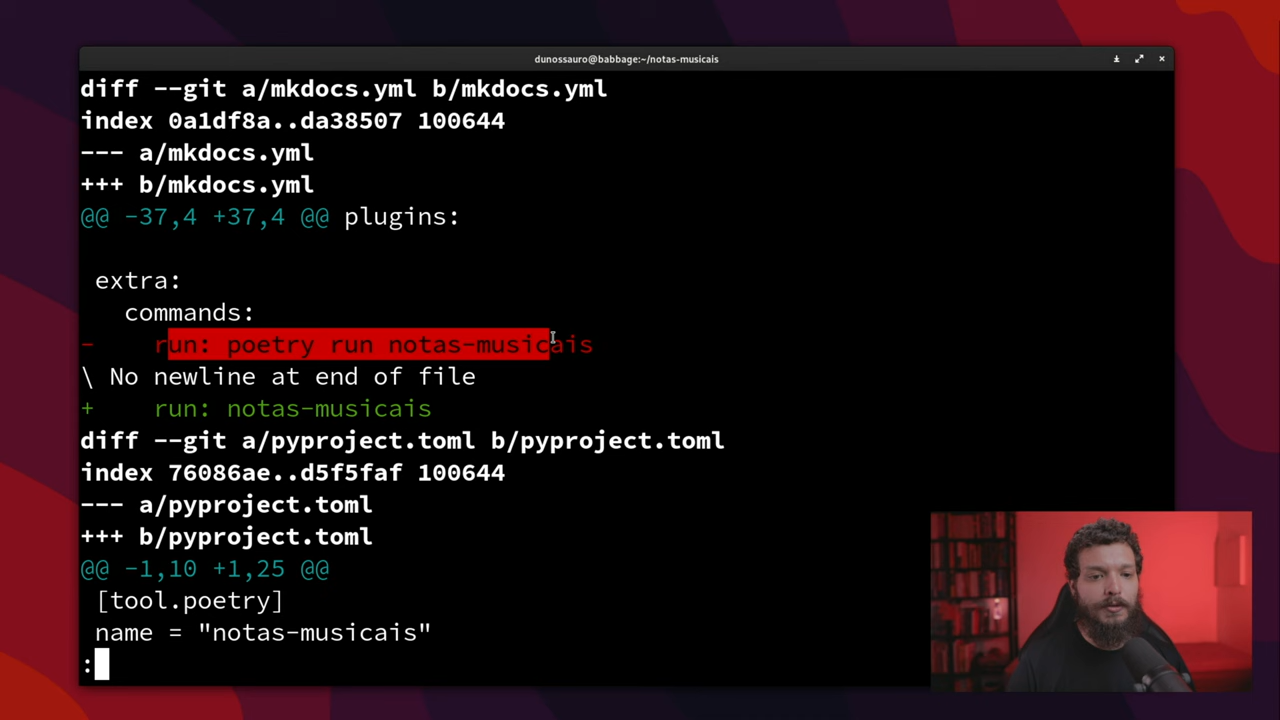 dunossauro@babbage:~/notas-musicais
diff --git a/mkdocs.yml b/mkdocs.yml
index 0a1df8a..da38507 100644
--- a/mkdocs.yml
+++ b/mkdocs.yml
@@ -37,4 +37,4 @@ plugins:
extra:
commands:
- run: poetry run notas-musicais
\ No newline at end of file
+ run: notas-musicais
diff --git a/pyproject.toml b/pyproject.toml
index 76086ae..d5f5faf 100644
--- a/pyproject.toml
+++ b/pyproject.toml
@@ -1,10 +1,25 @@
[tool.poetry]
name = "notas-musicais"
: